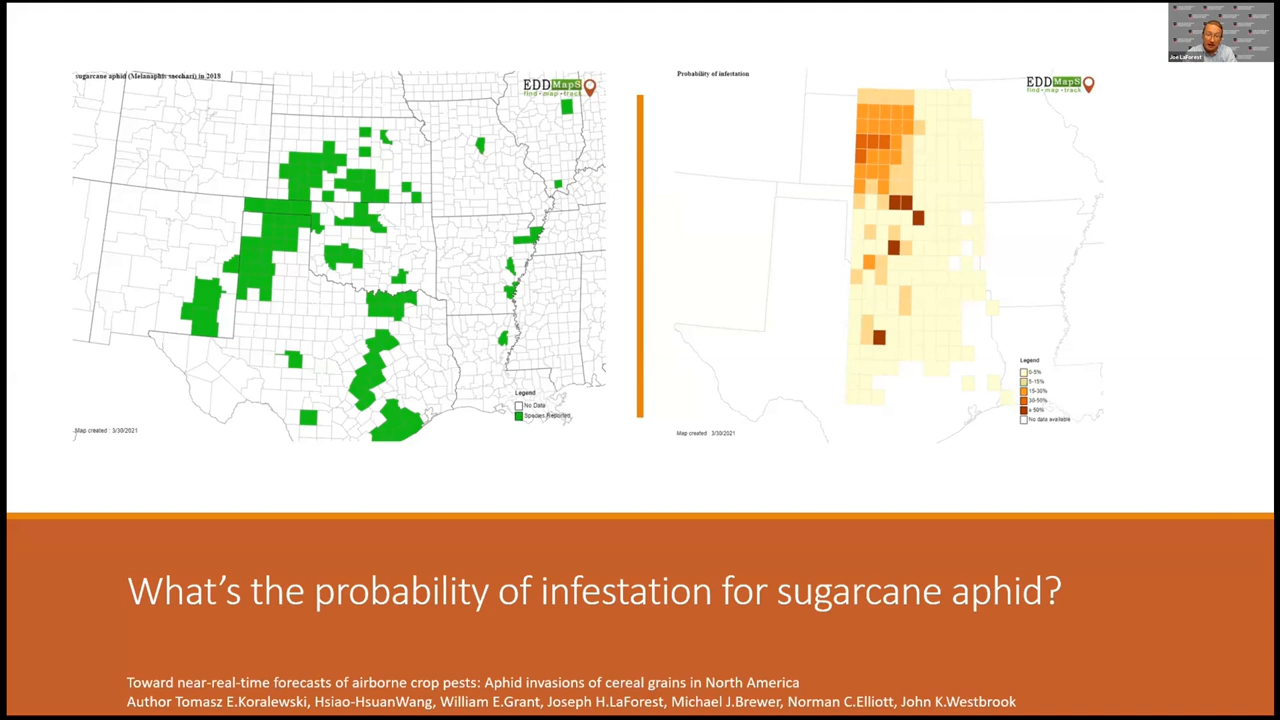 Joe LaForest
sugarcane aphid (Melanaphis sacchari) in 2018
EDDMapS
find • map • track
Legend
No Data
Species Reported
Map created : 3/30/2021
Probability of infestation
EDDMapS
find • map • track
Legend
0-5%
5-15%
15-30%
30-50%
≥ 50%
No data available
Map created : 3/30/2021
What's the probability of infestation for sugarcane aphid?
Toward near-real-time forecasts of airborne crop pests: Aphid invasions of cereal grains in North America
Author Tomasz E.Koralewski, Hsiao-HsuanWang, William E.Grant, Joseph H.LaForest, Michael J.Brewer, Norman C.Elliott, John K.Westbrook